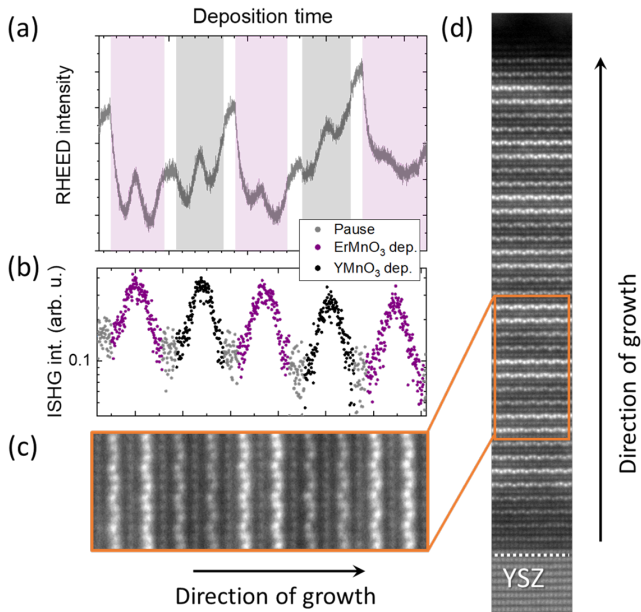 Deposition time
(a)
RHEED intensity
Pause
ErMnO₃ dep.
YMnO₃ dep.
(b)
ISHG int. (arb. u.)
0.1
(c)
Direction of growth
(d)
Direction of growth
YSZ